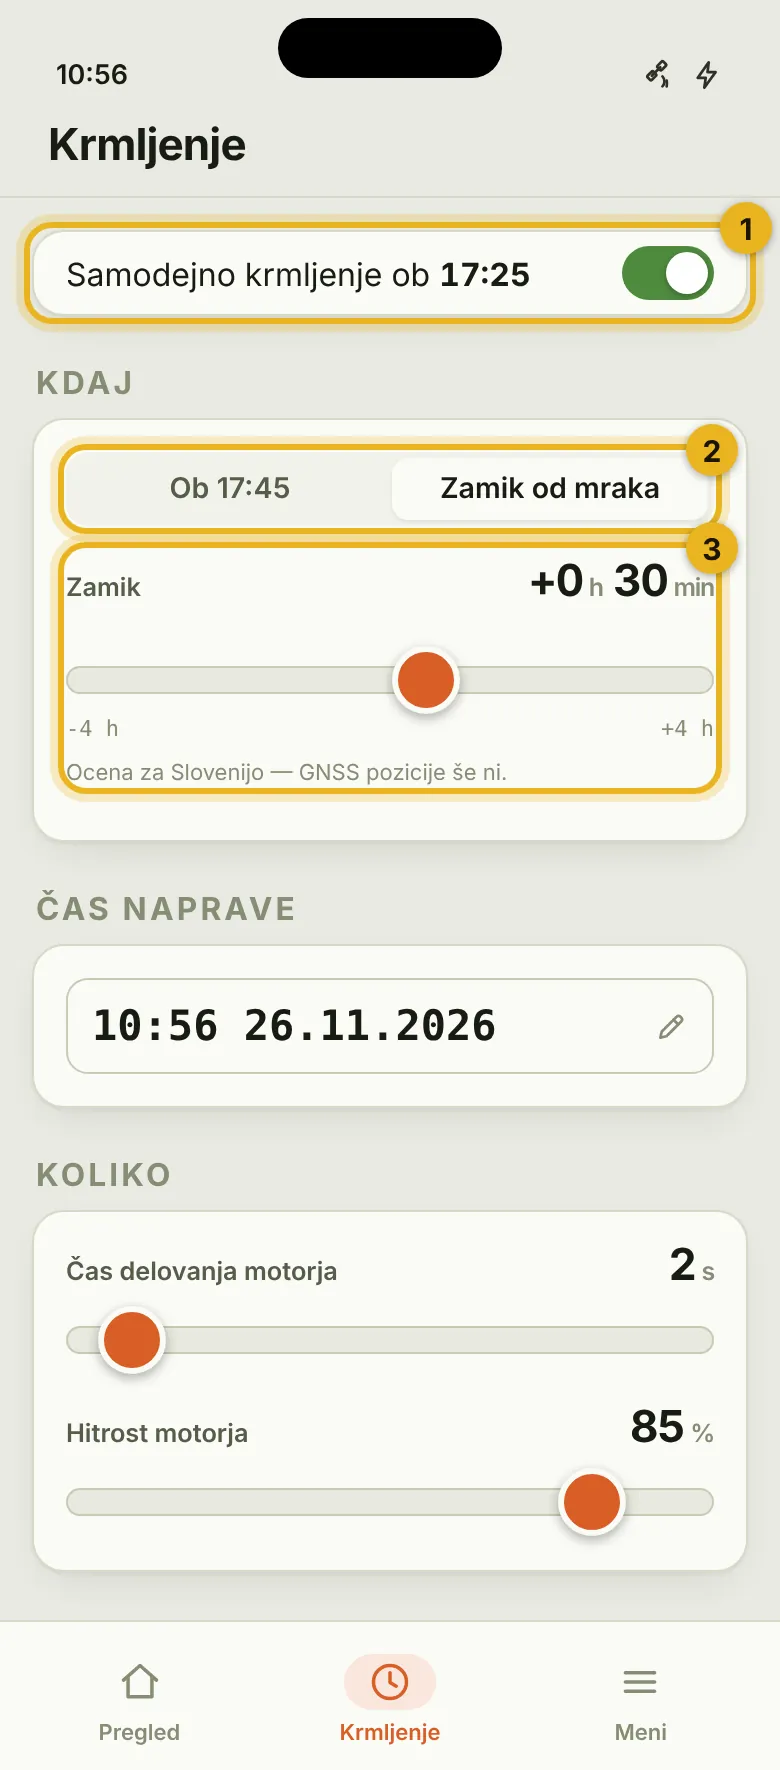 10:56
Krmljenje
1
Samodejno krmljenje ob 17:25
KDAJ
2
Ob 17:45 Zamik od mraka
3
Zamik +0 h 30 min
-4 h +4 h
Ocena za Slovenijo — GNSS pozicije še ni.
ČAS NAPRAVE
10:56 26.11.2026
KOLIKO
Čas delovanja motorja 2 s
Hitrost motorja 85 %
Pregled Krmljenje Meni